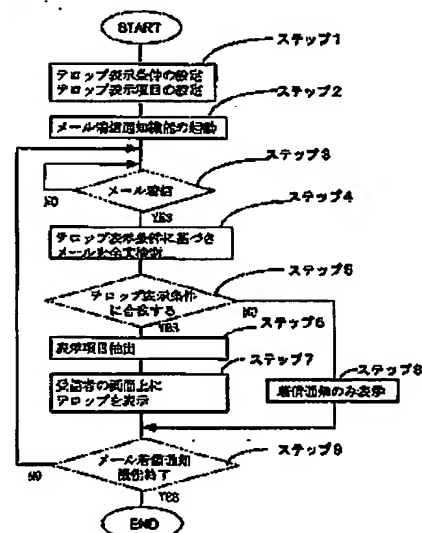 START
ステップ1
テロップ表示条件の設定
テロップ表示項目の設定
ステップ2
メール着信通知機能の起動
ステップ3
メール着信
NO
YES
ステップ4
テロップ表示条件に基づき
メールを全文検索
ステップ5
テロップ表示条件
に合致する
NO
YES
ステップ6
表示項目抽出
ステップ7
受信者の画面上に
テロップを表示
ステップ8
着信通知のみ表示
ステップ9
メール着信通知
NO
YES
END